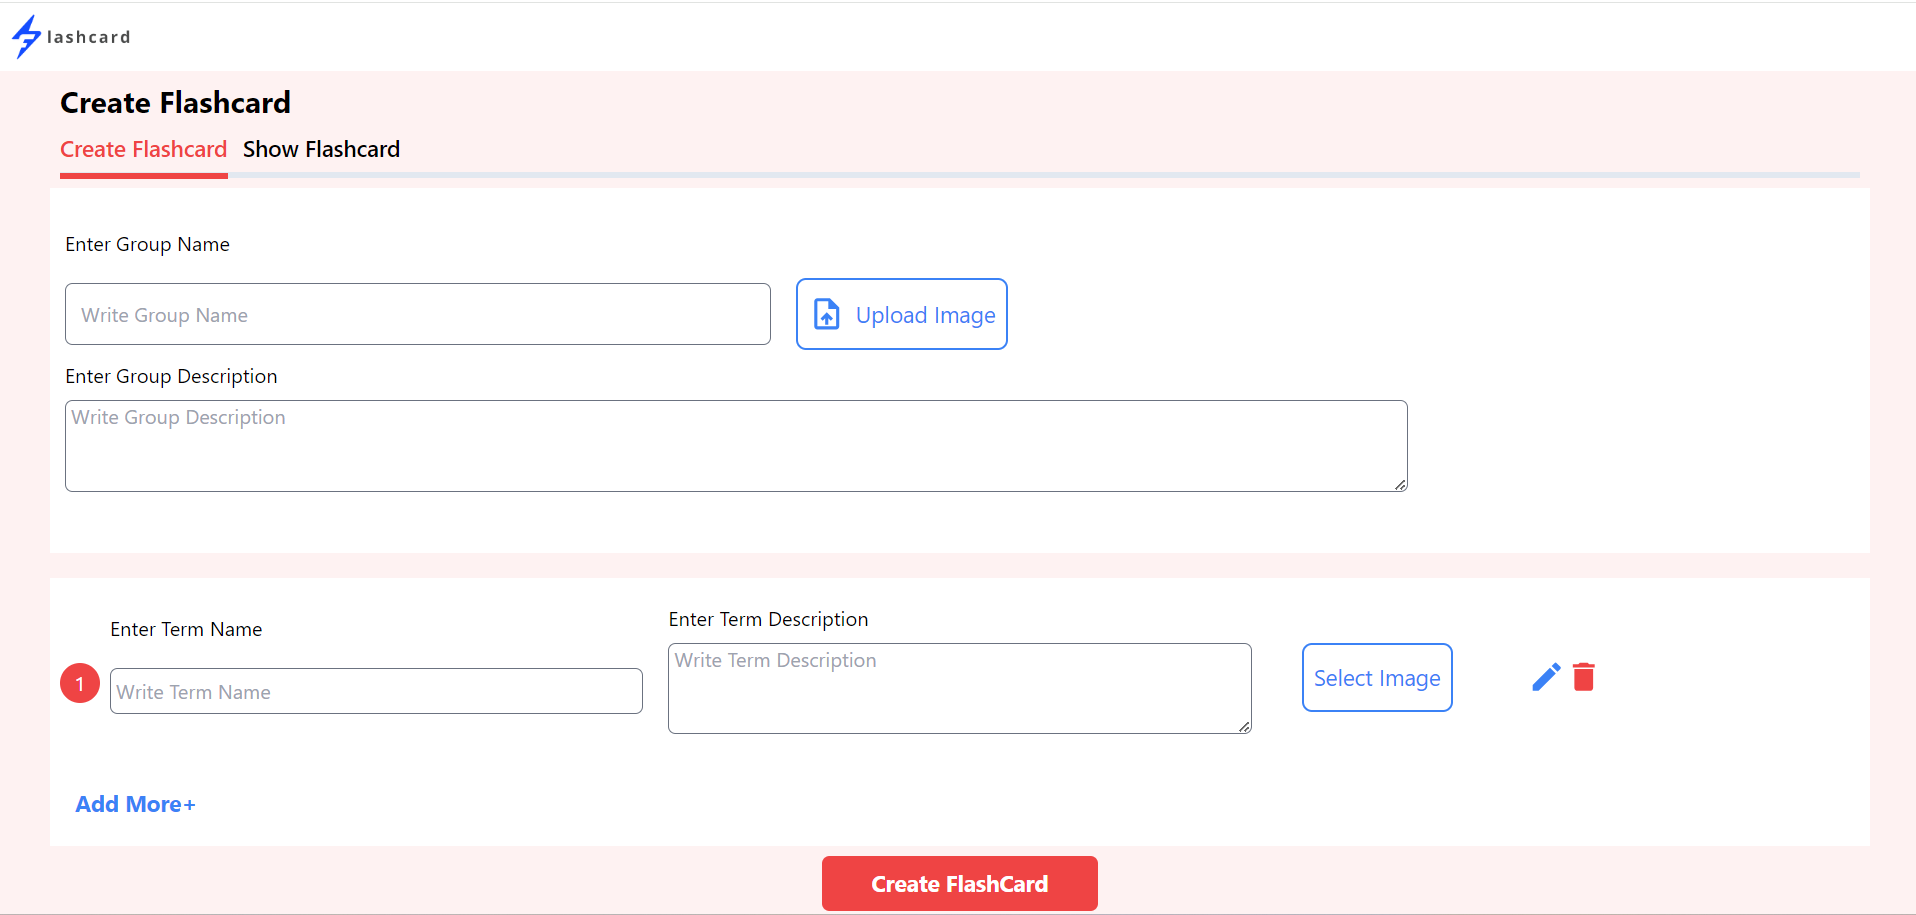 lashcard
Create Flashcard
Create Flashcard Show Flashcard
Enter Group Name
Write Group Name
Upload Image
Enter Group Description
Write Group Description
Enter Term Name
Enter Term Description
1
Write Term Name
Write Term Description
Select Image
Add More+
Create FlashCard